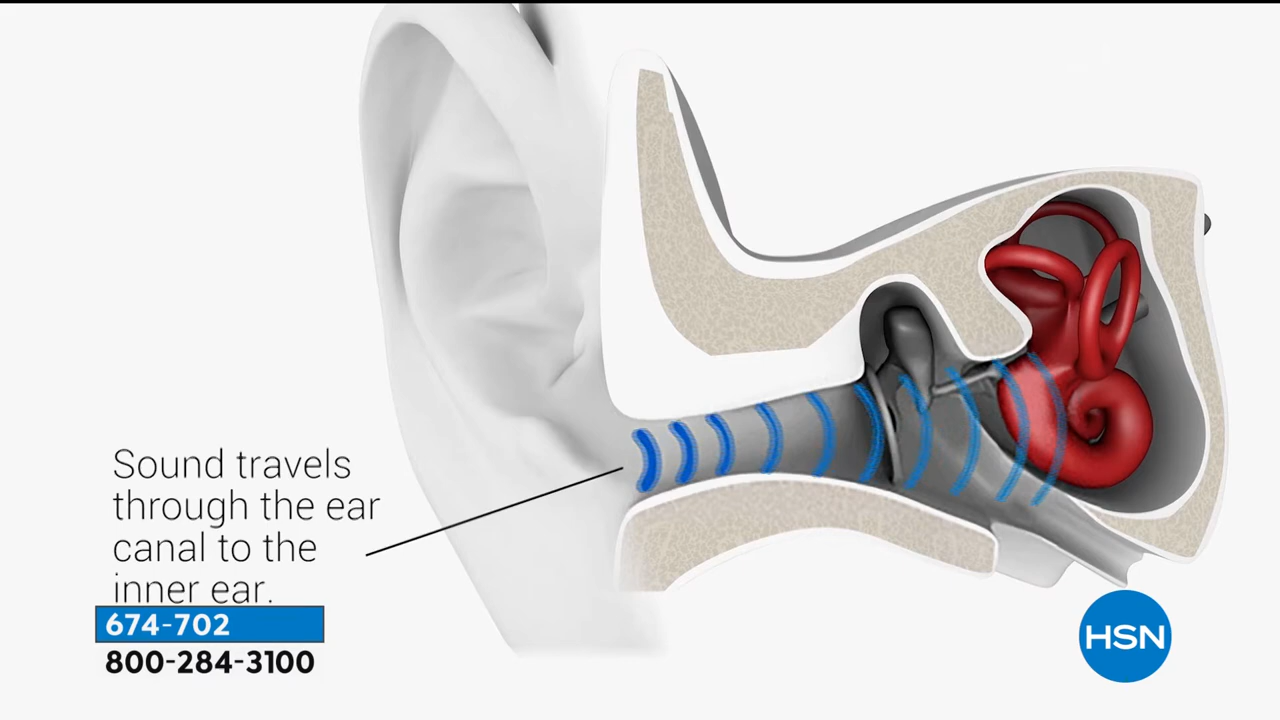 Sound travels
through the ear
canal to the
inner ear.
674-702
800-284-3100
HSN